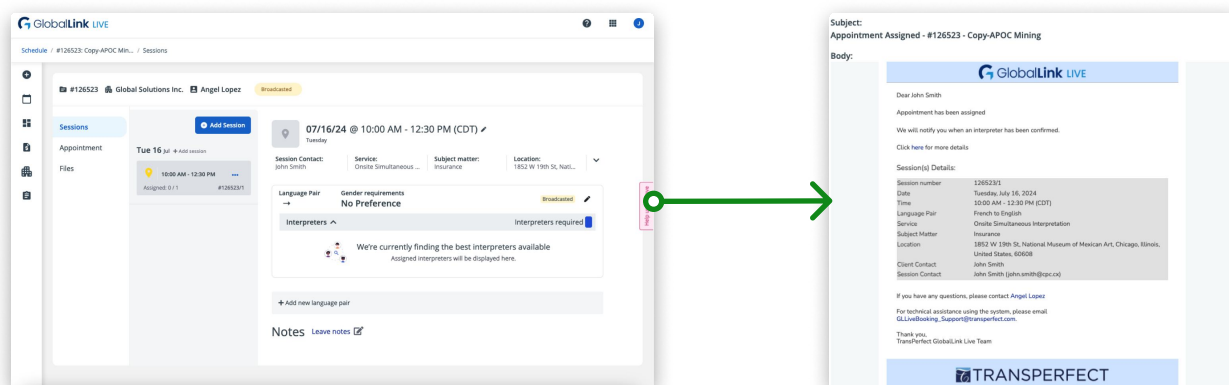 GlobalLink LIVE
Schedule / #126523: Copy-APOC Min... / Sessions
#126523 Global Solutions Inc. Angel Lopez Broadcasted
Sessions
Appointment
Files
Add Session
Tue 16 Jul + Add session
10:00 AM - 12:30 PM ...
Assigned: 0 / 1 #126523/1
07/16/24 @ 10:00 AM - 12:30 PM (CDT)
Tuesday
Session Contact: Service: Subject matter: Location:
John Smith Onsite Simultaneous ... Insurance 1852 W 19th St, Nati...
Language Pair Gender requirements
→ No Preference Broadcasted
Interpreters Interpreters required
We're currently finding the best interpreters available
Assigned interpreters will be displayed here.
+ Add new language pair
Notes Leave notes
J
Help
Subject:
Appointment Assigned - #126523 - Copy-APOC Mining
Body:
GlobalLink LIVE
Dear John Smith
Appointment has been assigned
We will notify you when an interpreter has been confirmed.
Click here for more details
Session(s) Details:
Session number 126523/1
Date Tuesday, July 16, 2024
Time 10:00 AM - 12:30 PM (CDT)
Language Pair French to English
Service Onsite Simultaneous Interpretation
Subject Matter Insurance
Location 1852 W 19th St, National Museum of Mexican Art, Chicago, Illinois,
United States, 60608
Client Contact John Smith
Session Contact John Smith (john.smith@cpc.cx)
If you have any questions, please contact Angel Lopez
For technical assistance using the system, please email
GLLiveBooking_Support@transperfect.com.
Thank you,
TransPerfect GlobalLink Live Team
TRANSPERFECT